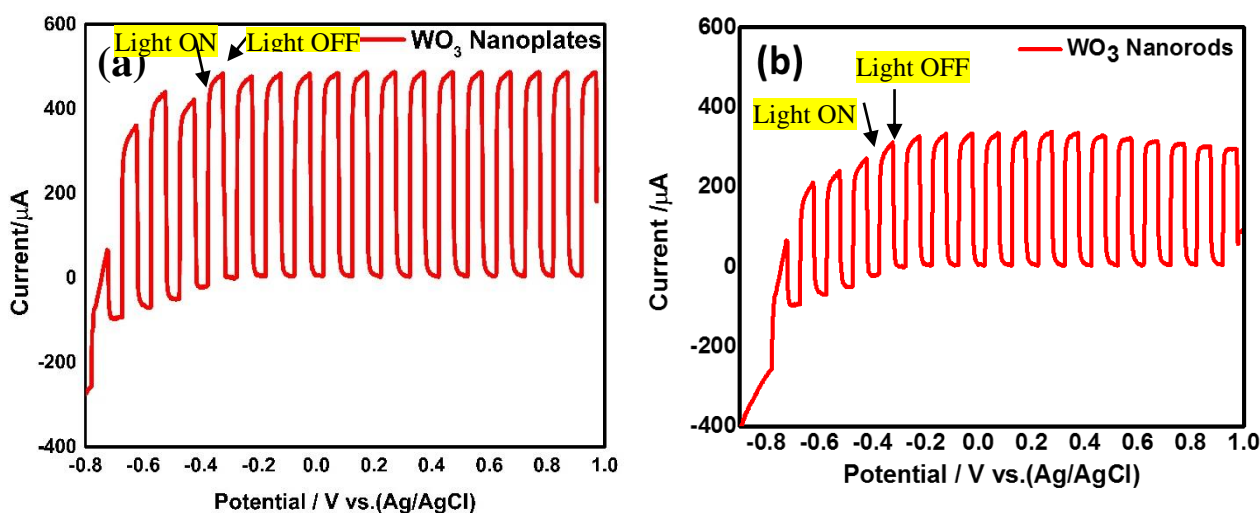 (a)
Light ON
Light OFF
WO₃ Nanoplates
600
400
200
0
-200
-400
Current/µA
-0.8 -0.6 -0.4 -0.2 0.0 0.2 0.4 0.6 0.8 1.0
Potential / V vs.(Ag/AgCl)
(b)
WO₃ Nanorods
Light OFF
Light ON
600
400
200
0
-200
-400
Current /µA
-0.8 -0.6 -0.4 -0.2 0.0 0.2 0.4 0.6 0.8 1.0
Potential / V vs.(Ag/AgCl)